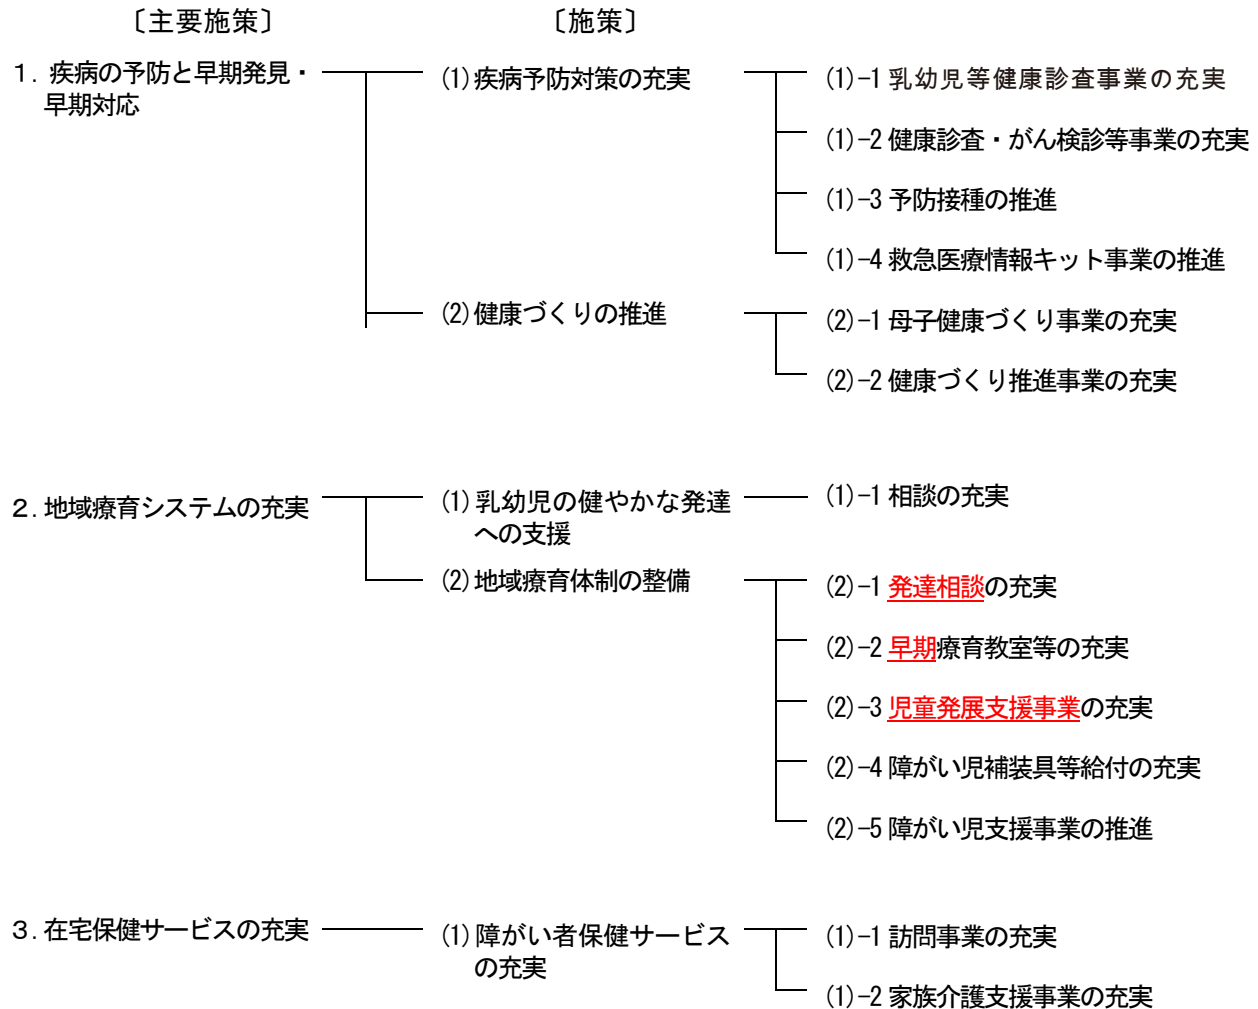 〔主要施策〕 〔施策〕
１．疾病の予防と早期発見・
早期対応
(1)疾病予防対策の充実
(1)-1 乳幼児等健康診査事業の充実
(1)-2 健康診査・がん検診等事業の充実
(1)-3 予防接種の推進
(1)-4 救急医療情報キット事業の推進
(2)健康づくりの推進
(2)-1 母子健康づくり事業の充実
(2)-2 健康づくり推進事業の充実
２．地域療育システムの充実
(1)乳幼児の健やかな発達
への支援
(1)-1 相談の充実
(2)地域療育体制の整備
(2)-1 発達相談の充実
(2)-2 早期療育教室等の充実
(2)-3 児童発展支援事業の充実
(2)-4 障がい児補装具等給付の充実
(2)-5 障がい児支援事業の推進
３．在宅保健サービスの充実
(1)障がい者保健サービス
の充実
(1)-1 訪問事業の充実
(1)-2 家族介護支援事業の充実